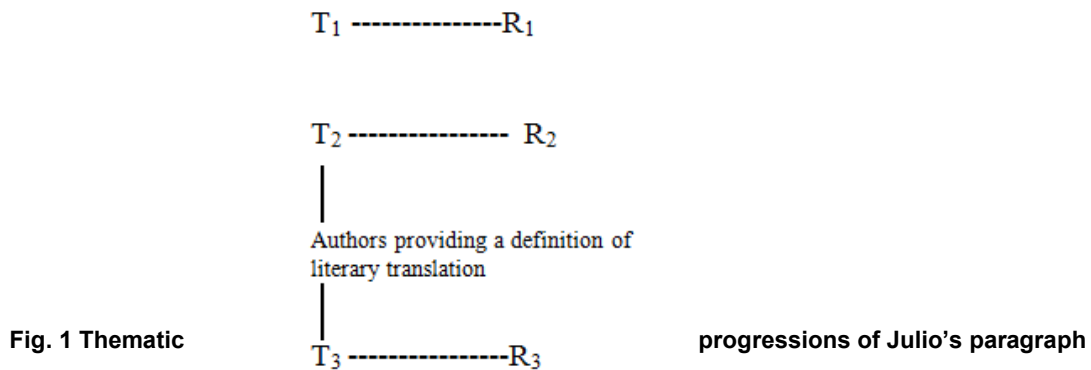 T₁ ---------------R₁
T₂ ---------------- R₂
Authors providing a definition of
literary translation
Fig. 1 Thematic progressions of Julio’s paragraph
T₃ ----------------R₃